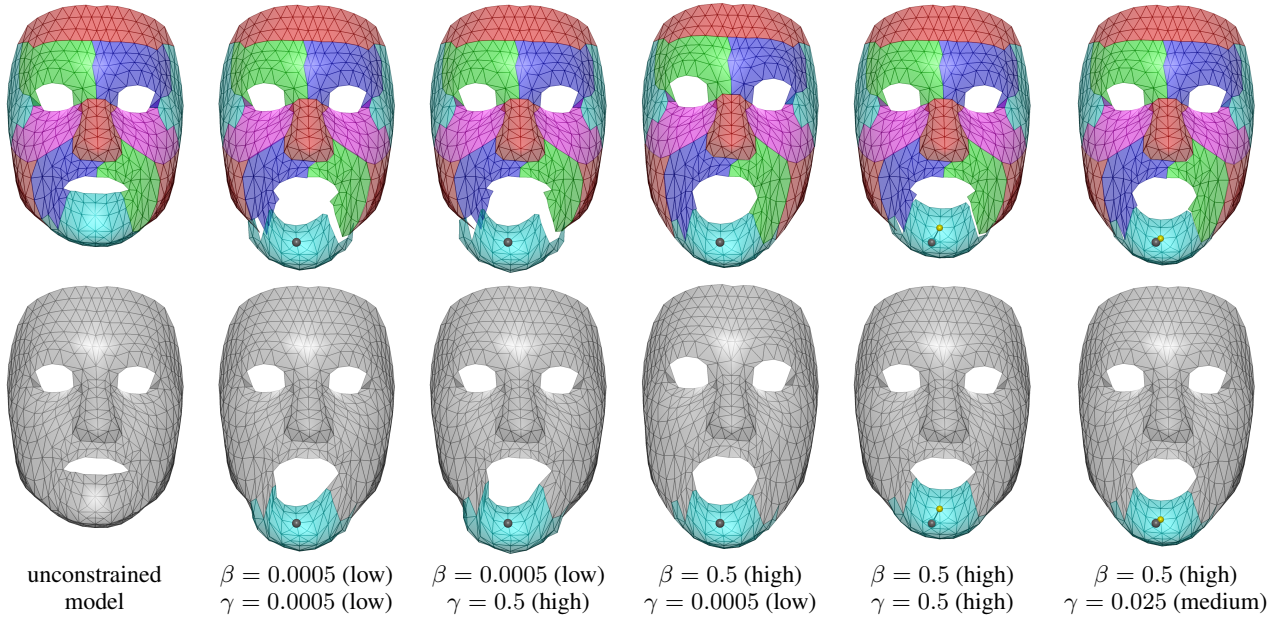 unconstrained
model
β = 0.0005 (low)
γ = 0.0005 (low)
β = 0.0005 (low)
γ = 0.5 (high)
β = 0.5 (high)
γ = 0.0005 (low)
β = 0.5 (high)
γ = 0.5 (high)
β = 0.5 (high)
γ = 0.025 (medium)